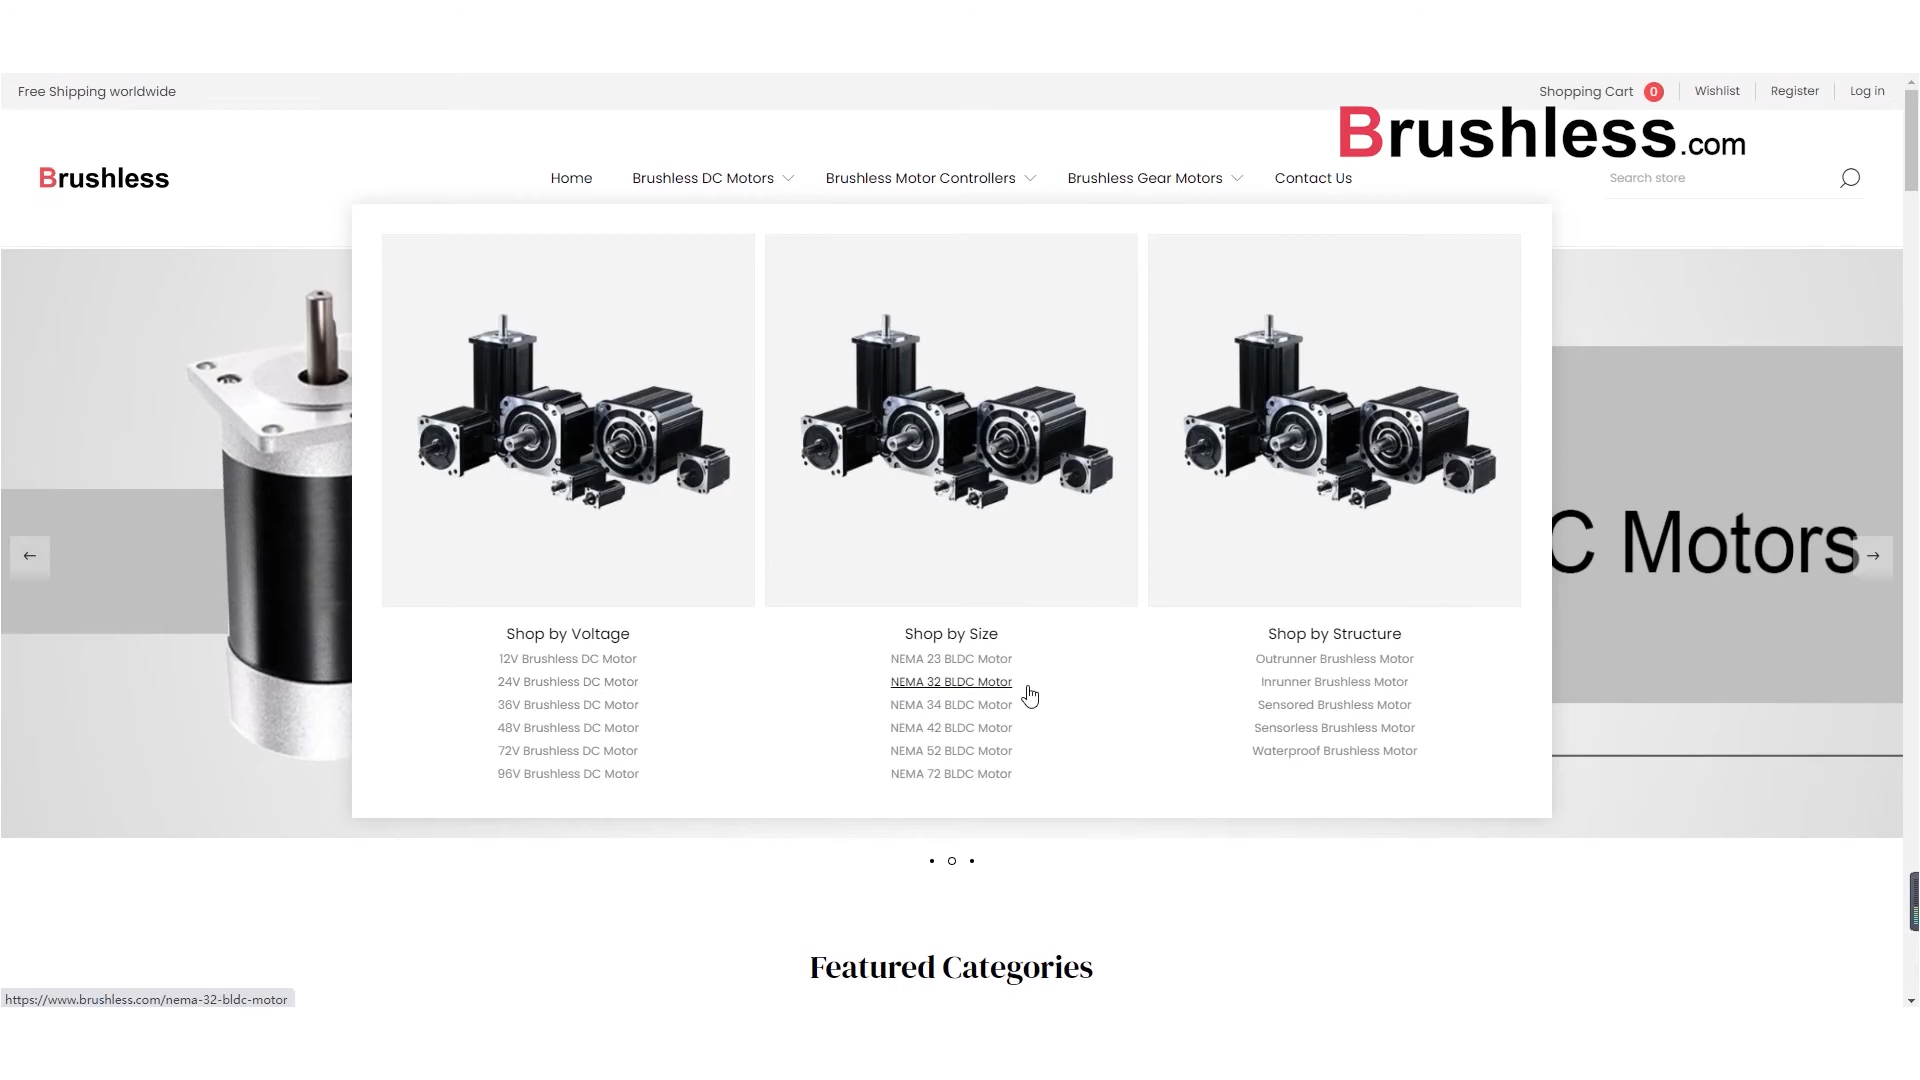 Free Shipping worldwide
Shopping Cart 0 Wishlist Register Log in
Brushless.com
Brushless
Home Brushless DC Motors Brushless Motor Controllers Brushless Gear Motors Contact Us
Search store
C Motors
Shop by Voltage
12V Brushless DC Motor
24V Brushless DC Motor
36V Brushless DC Motor
48V Brushless DC Motor
72V Brushless DC Motor
96V Brushless DC Motor
Shop by Size
NEMA 23 BLDC Motor
NEMA 32 BLDC Motor
NEMA 34 BLDC Motor
NEMA 42 BLDC Motor
NEMA 52 BLDC Motor
NEMA 72 BLDC Motor
Shop by Structure
Outrunner Brushless Motor
Inrunner Brushless Motor
Sensored Brushless Motor
Sensorless Brushless Motor
Waterproof Brushless Motor
Featured Categories
https://www.brushless.com/nema-32-bldc-motor